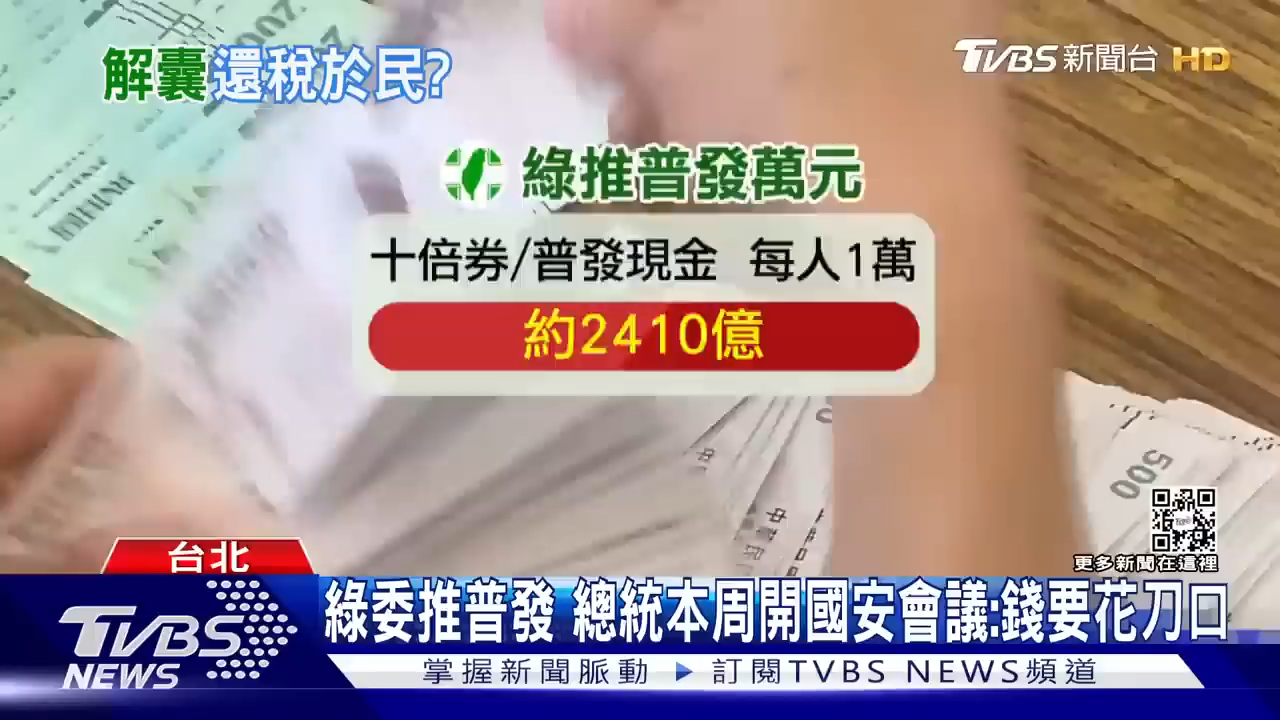 解囊還稅於民?
TVBS新聞台 HD
綠推普發萬元
十倍券/普發現金 每人1萬
約2410億
500
更多新聞在這裡
台北
綠委推普發 總統本周開國安會議:錢要花刀口
TVBS NEWS
掌握新聞脈動 ▶ 訂閱TVBS NEWS頻道